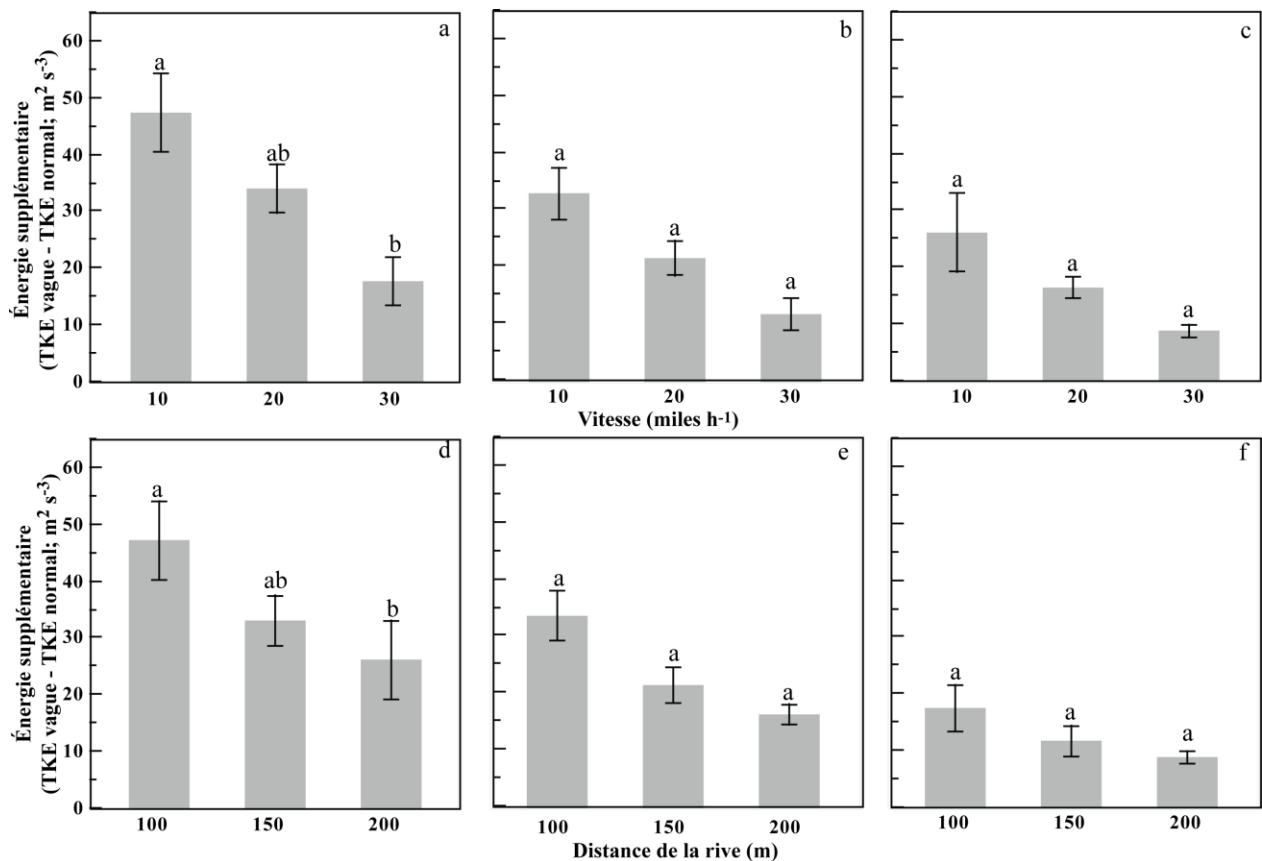 a
b
c
Énergie supplémentaire
(TKE vague - TKE normal; m² s⁻³)
60
50
40
30
20
10
0
a
ab
b
a
a
a
a
a
a
10 20 30
10 20 30
10 20 30
Vitesse (miles h⁻¹)
d
e
f
Énergie supplémentaire
(TKE vague - TKE normal; m² s⁻³)
60
50
40
30
20
10
0
a
ab
b
a
a
a
a
a
a
100 150 200
100 150 200
100 150 200
Distance de la rive (m)